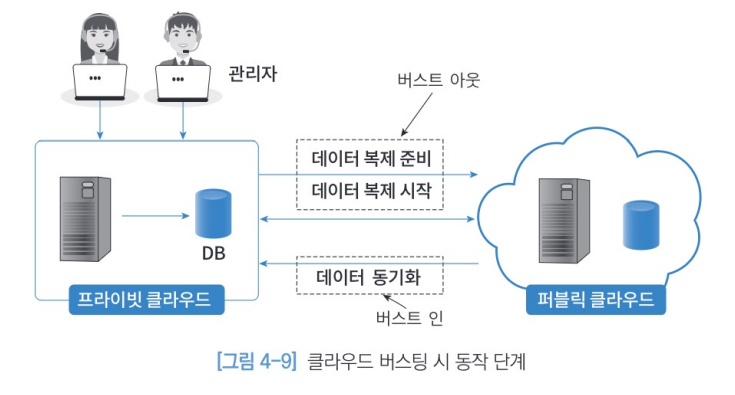 관리자
버스트 아웃
데이터 복제 준비
데이터 복제 시작
DB
데이터 동기화
프라이빗 클라우드
퍼블릭 클라우드
버스트 인
[그림 4-9] 클라우드 버스팅 시 동작 단계